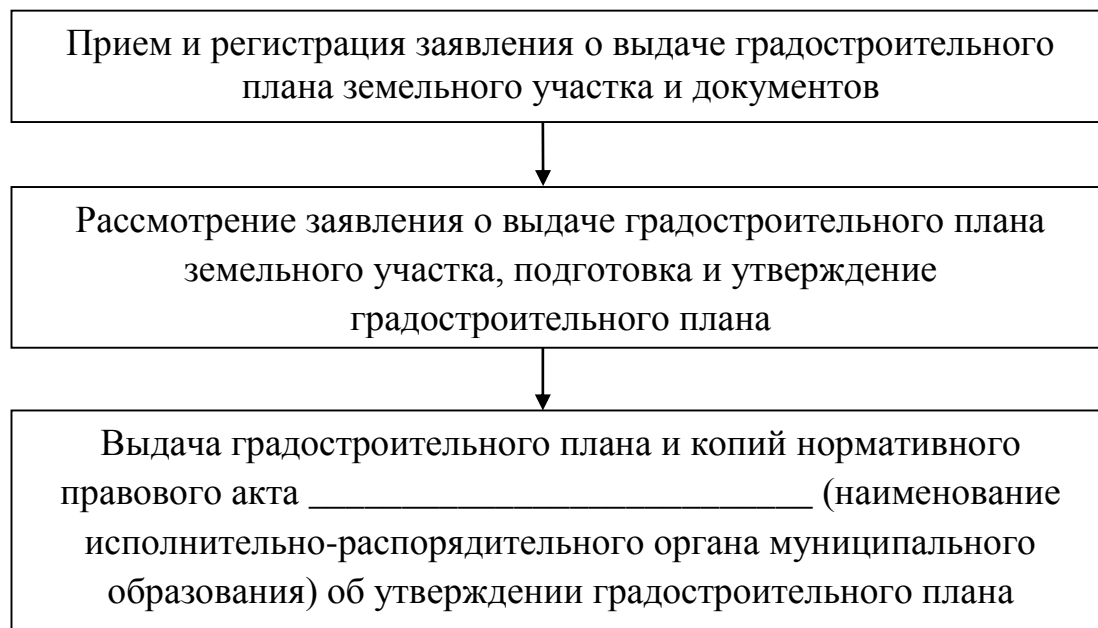 Прием и регистрация заявления о выдаче градостроительного
плана земельного участка и документов
Рассмотрение заявления о выдаче градостроительного плана
земельного участка, подготовка и утверждение
градостроительного плана
Выдача градостроительного плана и копий нормативного
правового акта ___________________________ (наименование
исполнительно-распорядительного органа муниципального
образования) об утверждении градостроительного плана